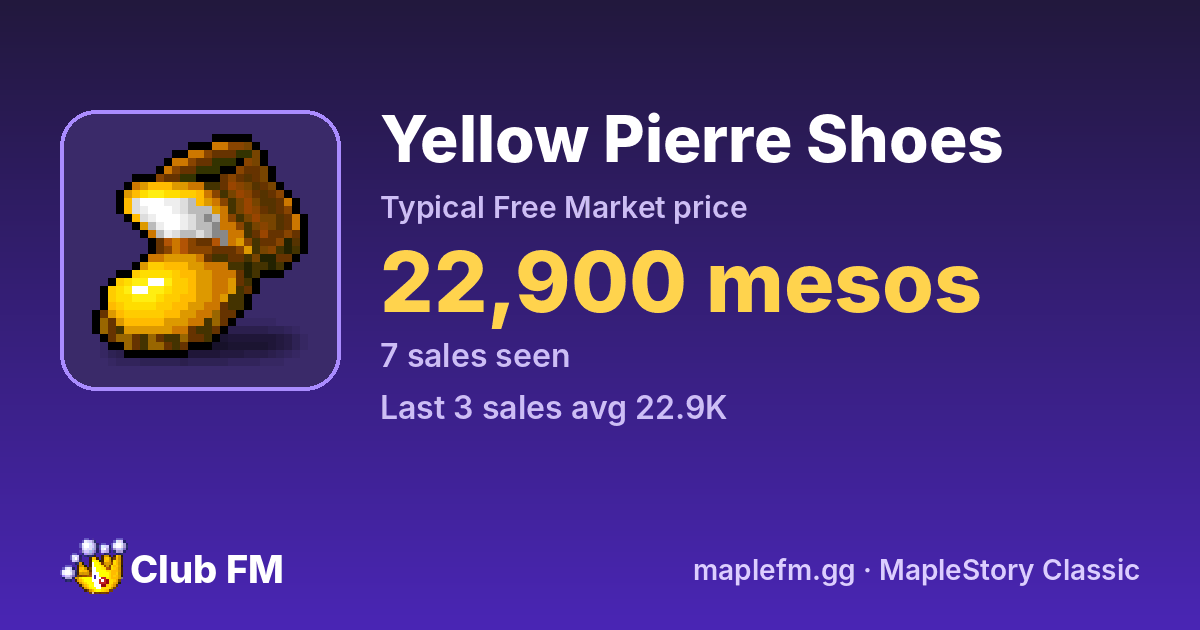 Yellow Pierre Shoes
Typical Free Market price
22,900 mesos
7 sales seen
Last 3 sales avg 22.9K
Club FM
maplefm.gg · MapleStory Classic